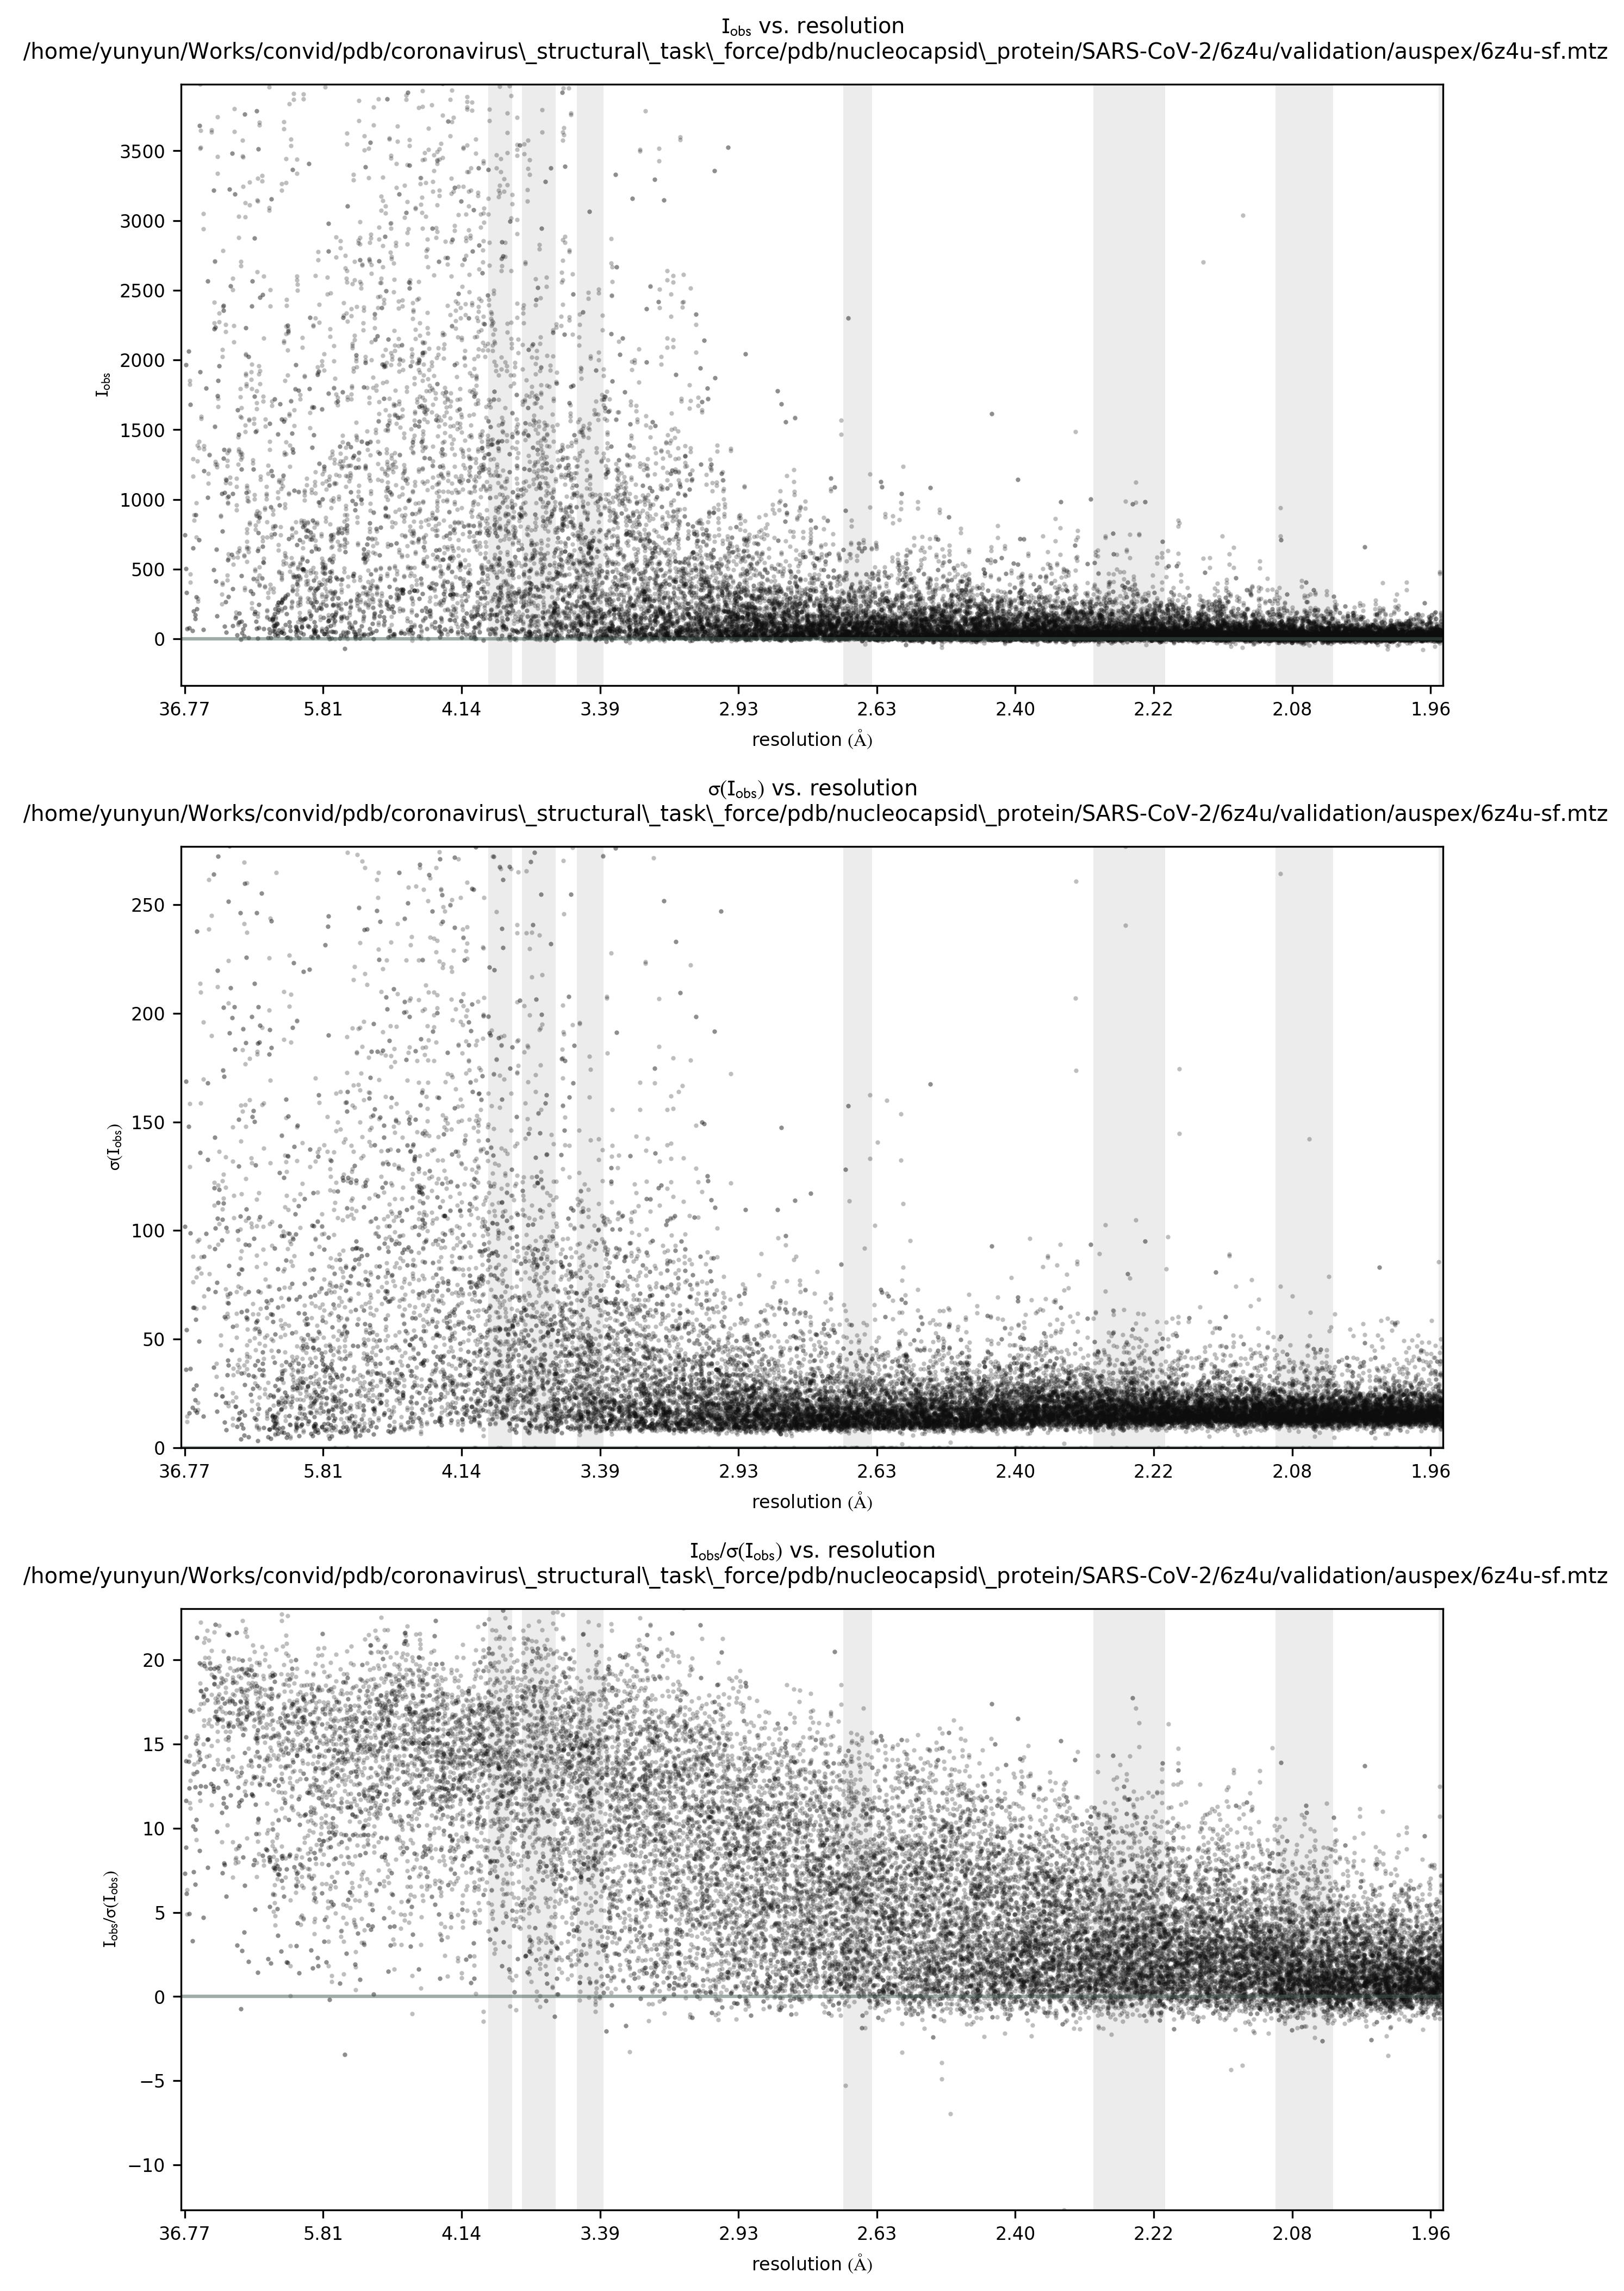 I_obs vs. resolution
/home/yunyun/Works/convid/pdb/coronavirus\_structural\_task\_force/pdb/nucleocapsid\_protein/SARS-CoV-2/6z4u/validation/auspex/6z4u-sf.mtz
3500
3000
2500
2000
1500
1000
500
0
I_obs
36.77 5.81 4.14 3.39 2.93 2.63 2.40 2.22 2.08 1.96
resolution (Å)
σ(I_obs) vs. resolution
/home/yunyun/Works/convid/pdb/coronavirus\_structural\_task\_force/pdb/nucleocapsid\_protein/SARS-CoV-2/6z4u/validation/auspex/6z4u-sf.mtz
250
200
150
100
50
0
σ(I_obs)
36.77 5.81 4.14 3.39 2.93 2.63 2.40 2.22 2.08 1.96
resolution (Å)
I_obs/σ(I_obs) vs. resolution
/home/yunyun/Works/convid/pdb/coronavirus\_structural\_task\_force/pdb/nucleocapsid\_protein/SARS-CoV-2/6z4u/validation/auspex/6z4u-sf.mtz
20
15
10
5
0
−5
−10
I_obs/σ(I_obs)
36.77 5.81 4.14 3.39 2.93 2.63 2.40 2.22 2.08 1.96
resolution (Å)